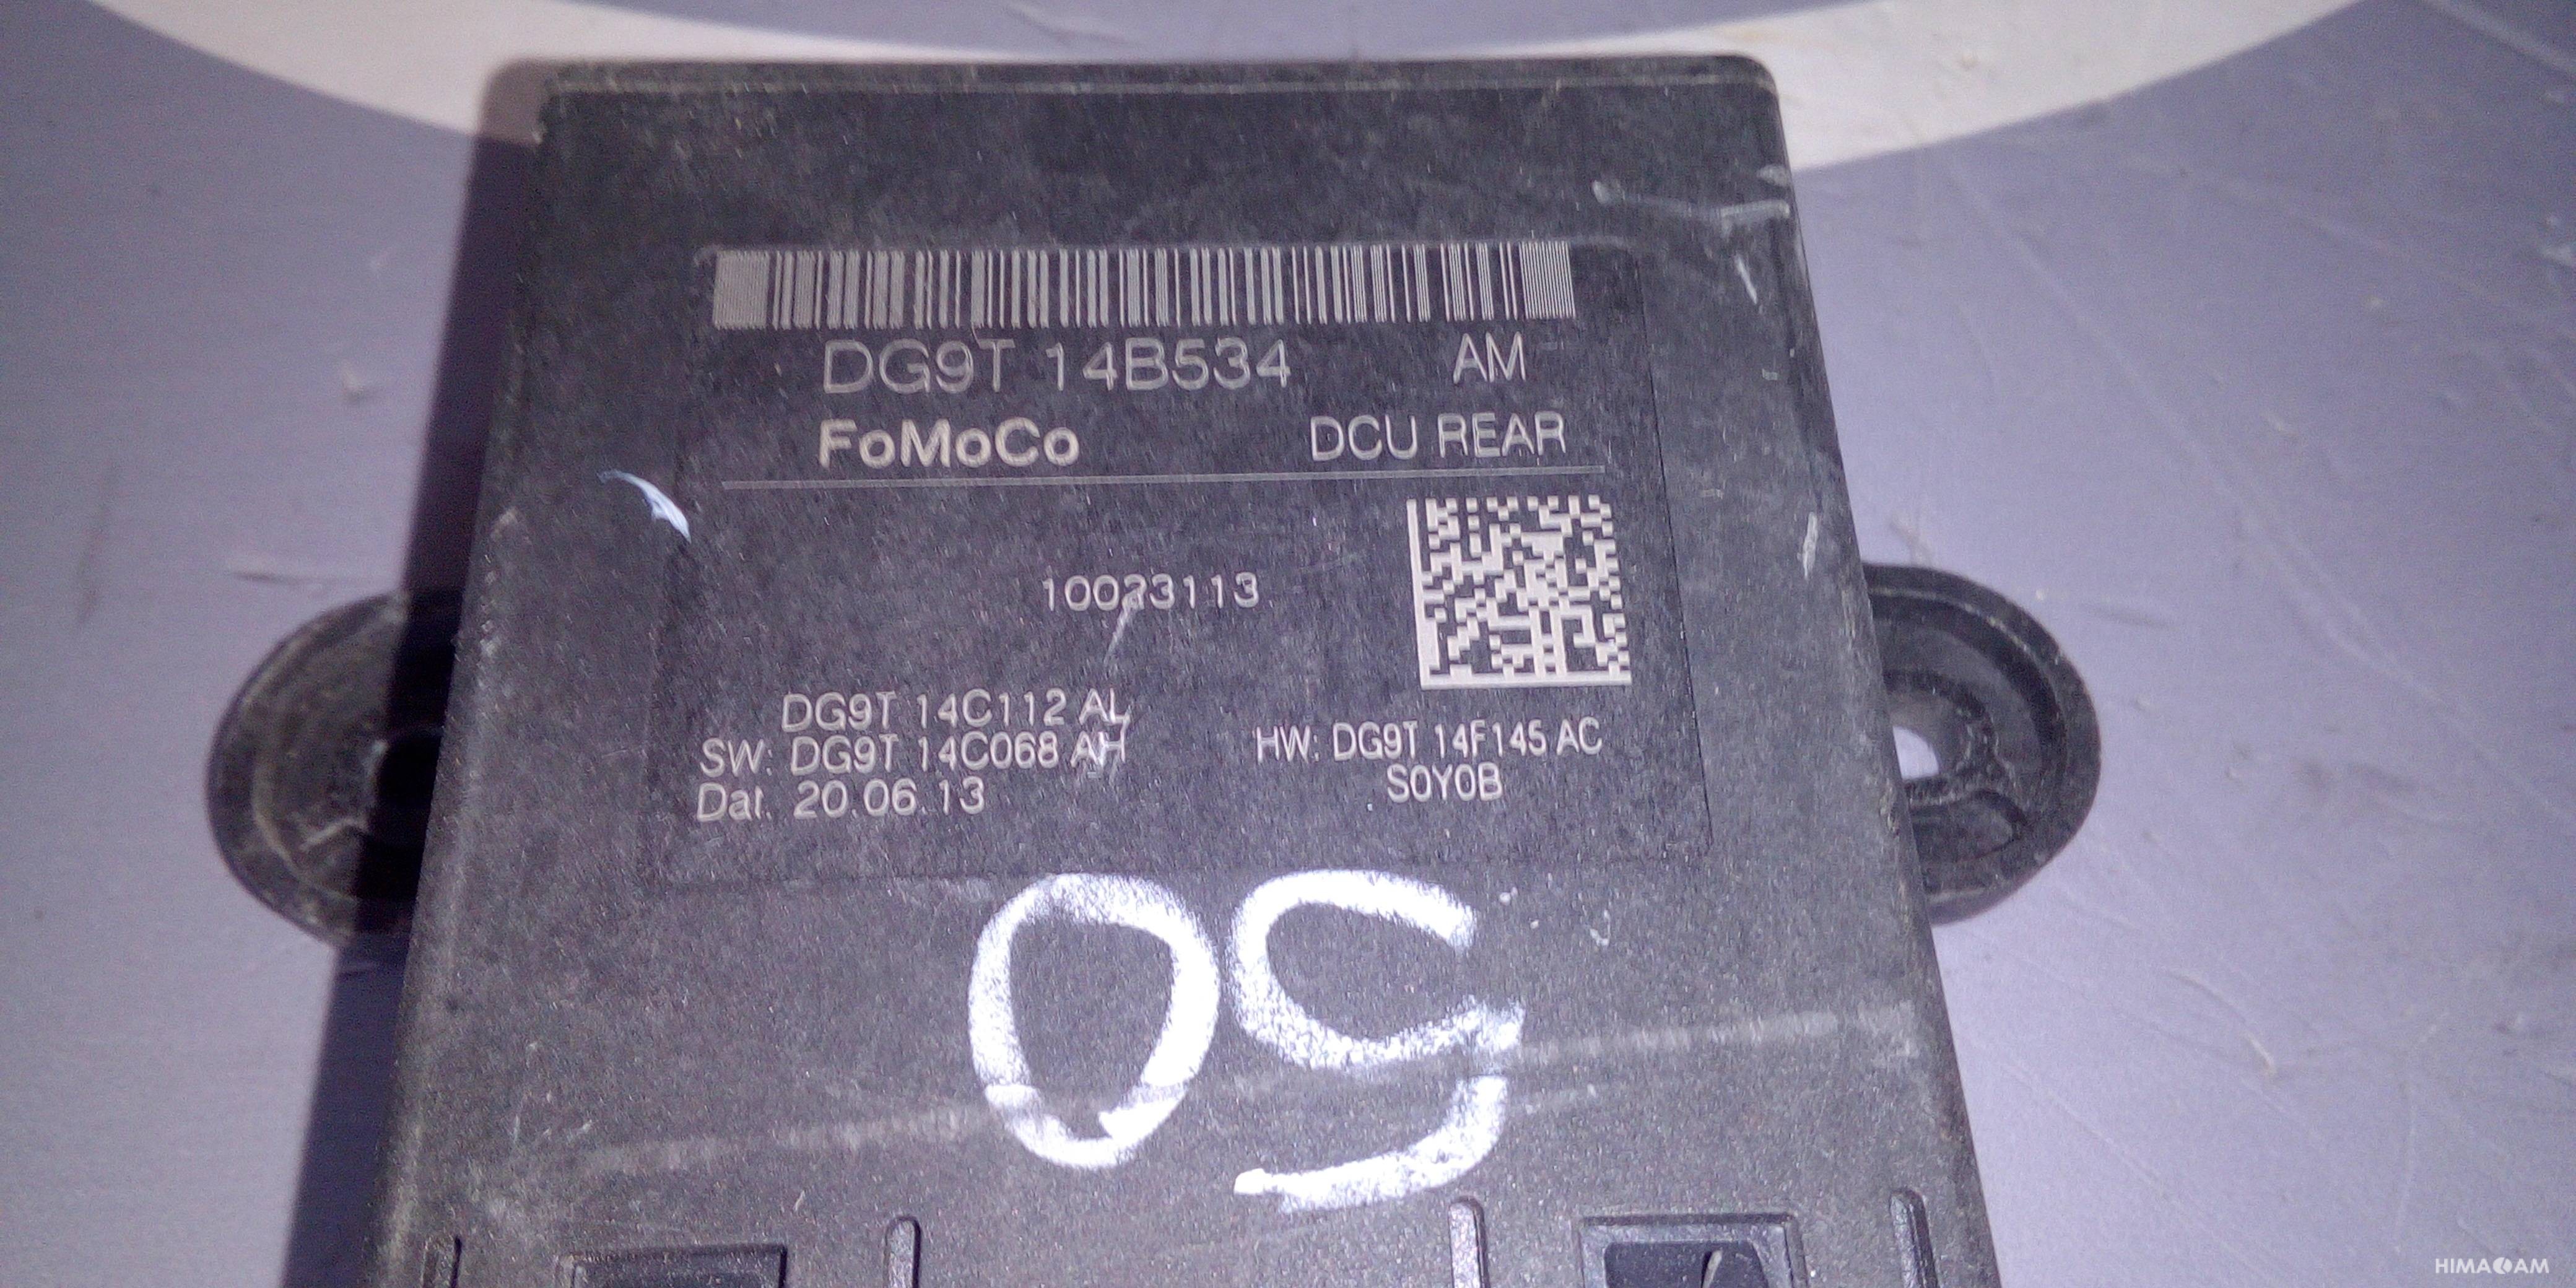 DG9T 14B534 AM
FoMoCo DCU REAR
10023113
DG9T 14C112 AL
SW: DG9T 14C068 AH HW: DG9T 14F145 AC
Dat. 20.06.13 S0Y0B
05
HIMACAM